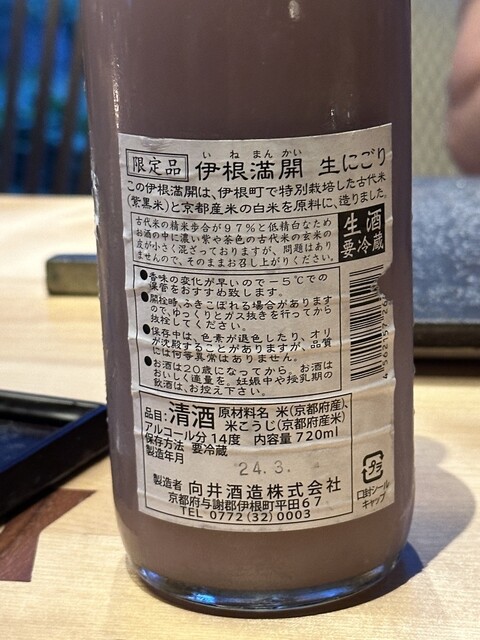 限定品 伊根満開 生にごり
いねまんかい
この伊根満開は、伊根町で特別栽培した古代米
(紫黒米)と京都産米の白米を原料に、造りました。
古代米の精米歩合が９７％と低精白なため
お酒の中に濃い紫や茶色の古代米の玄米の
皮が小さく混ざっておりますが、問題はあり
ませんので、そのままお召し上がりください。
生酒
要冷蔵
●香味の変化が早いので－５℃での
保管をおすすめ致します。
●開栓時、ふきこぼれる場合があります
ので、ゆっくりとガス抜きを行ってから
抜栓してください。
●保存中は、色素が退色したり、オリ
が沈殿することがありますが、品質
には何等異常はありません。
●お酒は２０歳になってから。お酒は
おいしく適量を。妊娠中や授乳期の
飲酒は、お控え下さい。
品目:清酒 原材料名 米(京都府産)、
米こうじ(京都府産米)
アルコール分 14度 内容量 720ml
保存方法 要冷蔵
製造年月
24.3.
製造者 向井酒造株式会社
京都府与謝郡伊根町平田６７
TEL 0772(32)0003
プラ
口封シール
キャップ